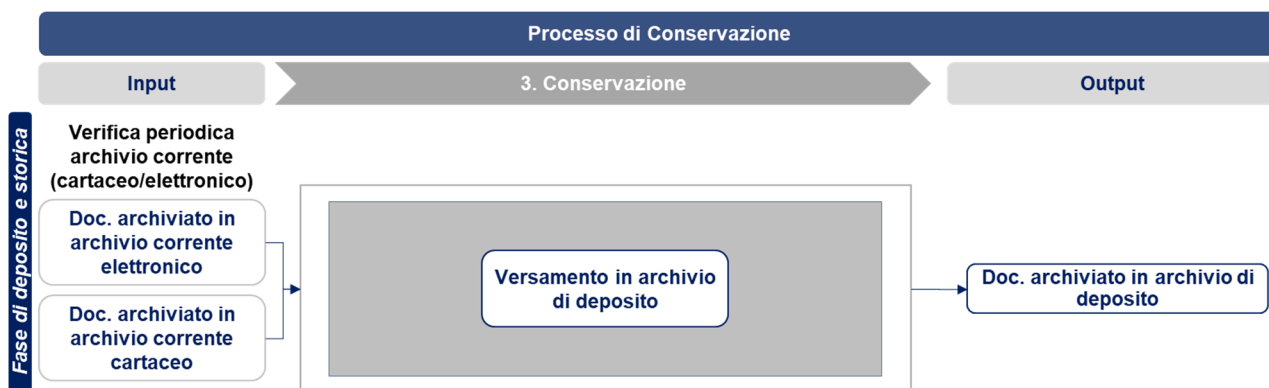 Processo di Conservazione
Input
3. Conservazione
Output
Fase di deposito e storica
Verifica periodica
archivio corrente
(cartaceo/elettronico)
Doc. archiviato in
archivio corrente
elettronico
Doc. archiviato in
archivio corrente
cartaceo
Versamento in archivio
di deposito
Doc. archiviato in archivio di
deposito